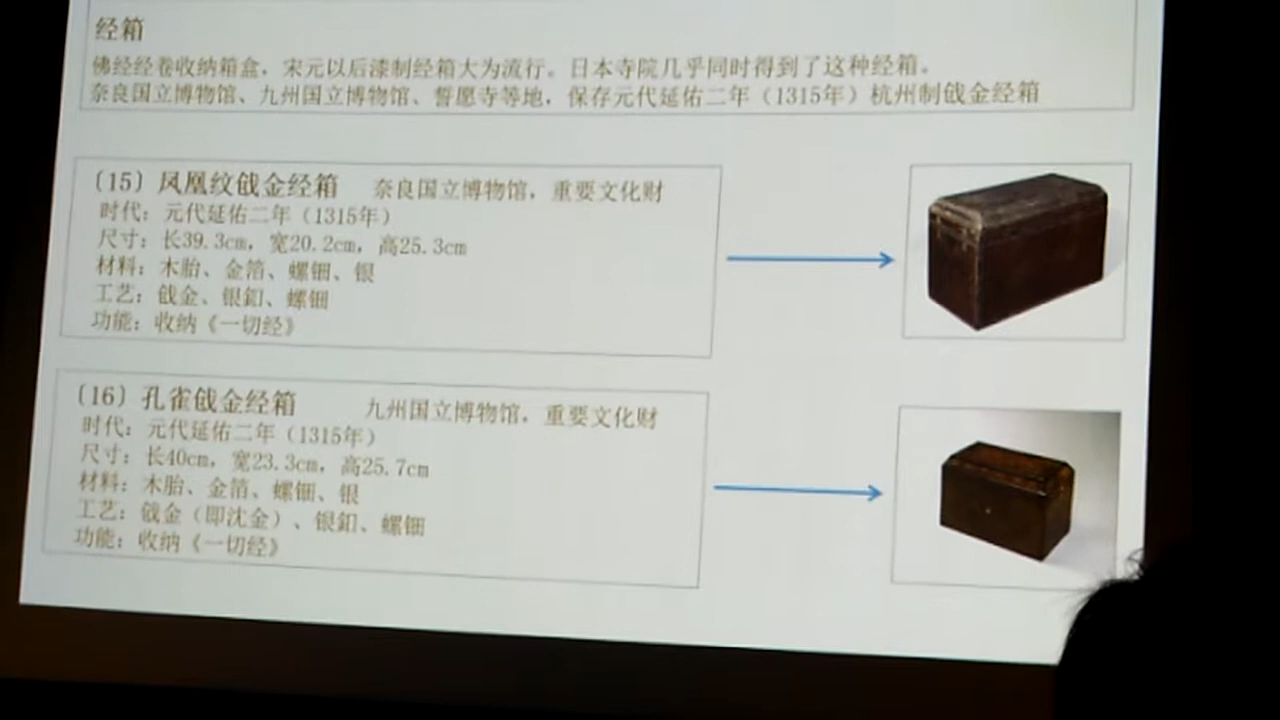 经箱
佛经经卷收纳箱盒，宋元以后漆制经箱大为流行。日本寺院几乎同时得到了这种经箱。
奈良国立博物馆、九州国立博物馆、誓愿寺等地，保存元代延佑二年（1315年）杭州制戗金经箱
（15）凤凰纹戗金经箱 奈良国立博物馆，重要文化财
时代：元代延佑二年（1315年）
尺寸：长39.3cm，宽20.2cm，高25.3cm
材料：木胎、金箔、螺钿、银
工艺：戗金、银釦、螺钿
功能：收纳《一切经》
（16）孔雀戗金经箱 九州国立博物馆，重要文化财
时代：元代延佑二年（1315年）
尺寸：长40cm，宽23.3cm，高25.7cm
材料：木胎、金箔、螺钿、银
工艺：戗金（即沈金）、银釦、螺钿
功能：收纳《一切经》